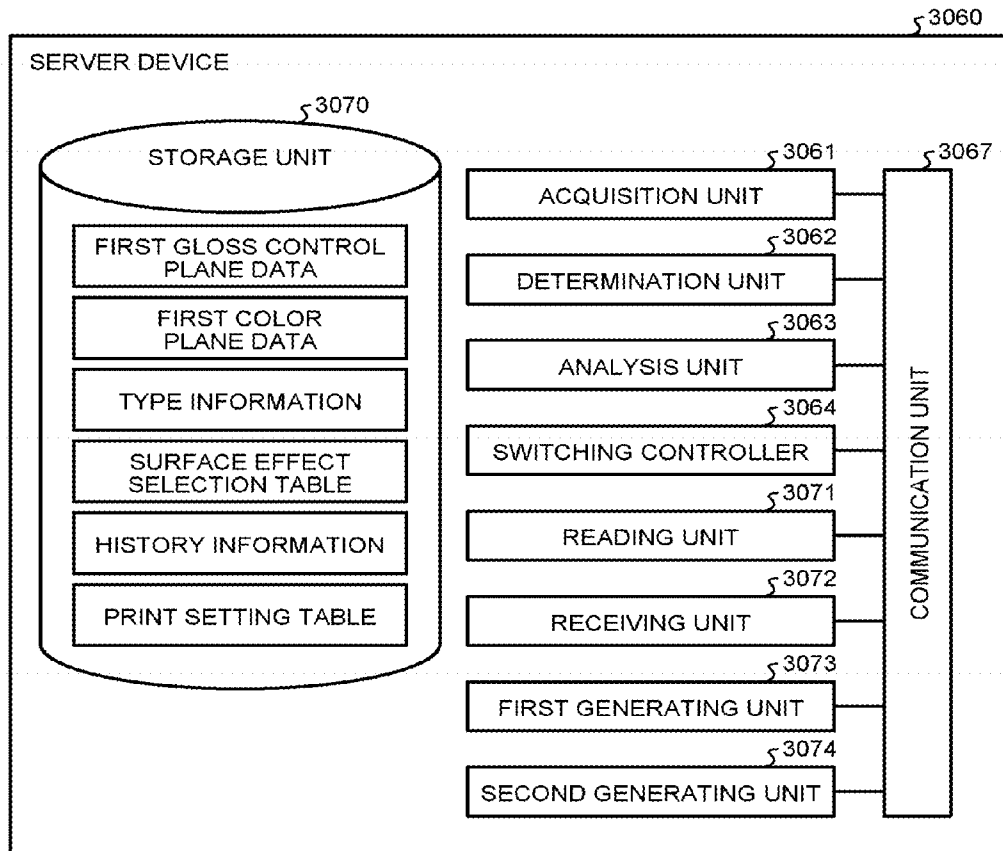 3060
SERVER DEVICE
3070
STORAGE UNIT
FIRST GLOSS CONTROL
PLANE DATA
FIRST COLOR
PLANE DATA
TYPE INFORMATION
SURFACE EFFECT
SELECTION TABLE
HISTORY INFORMATION
PRINT SETTING TABLE
3061
ACQUISITION UNIT
3062
DETERMINATION UNIT
3063
ANALYSIS UNIT
3064
SWITCHING CONTROLLER
3071
READING UNIT
3072
RECEIVING UNIT
3073
FIRST GENERATING UNIT
3074
SECOND GENERATING UNIT
3067
COMMUNICATION UNIT